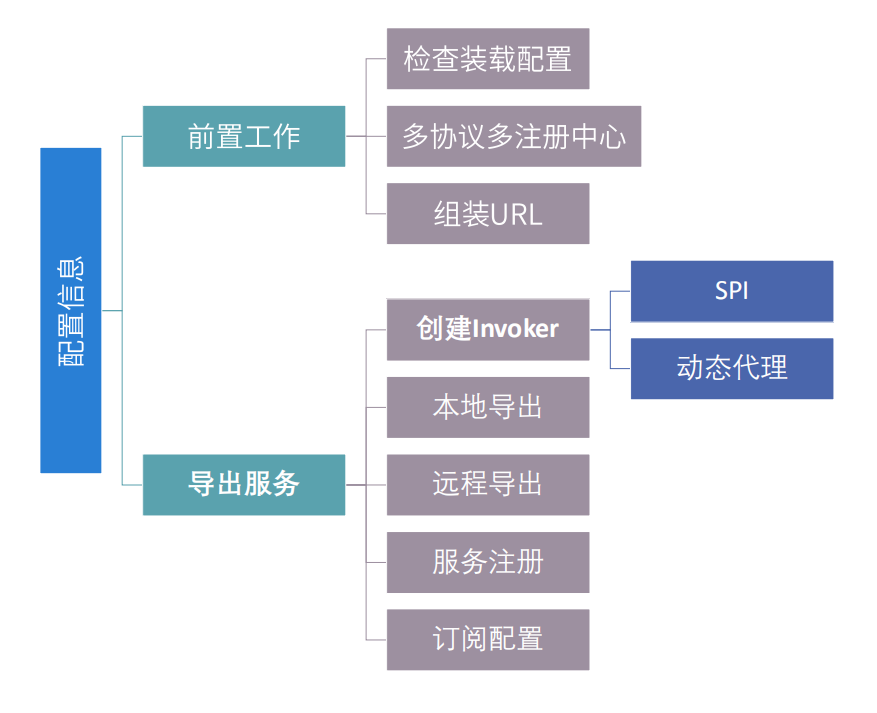 配置信息
前置工作
检查装载配置
多协议多注册中心
组装URL
导出服务
创建Invoker
SPI
动态代理
本地导出
远程导出
服务注册
订阅配置